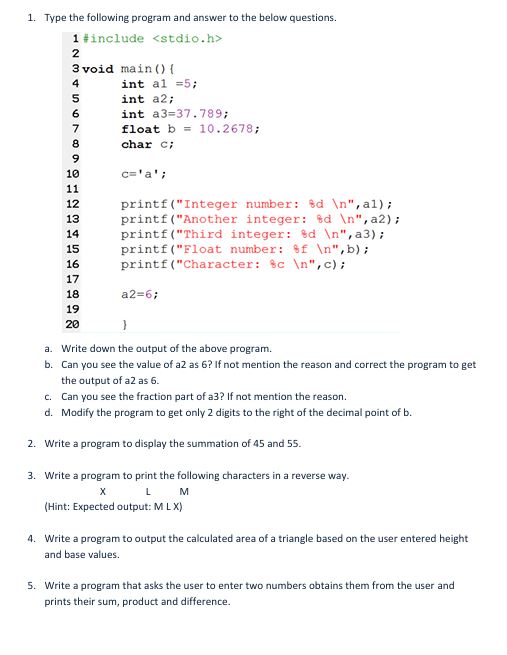 1. Type the following program and answer to the below questions.
1 #include <stdio.h>
2
3 void main(){
4 int a1 =5;
5 int a2;
6 int a3=37.789;
7 float b = 10.2678;
8 char c;
9
10 c='a';
11
12 printf("Integer number: %d \n",a1);
13 printf("Another integer: %d \n",a2);
14 printf("Third integer: %d \n",a3);
15 printf("Float number: %f \n",b);
16 printf("Character: %c \n",c);
17
18 a2=6;
19
20 }
a. Write down the output of the above program.
b. Can you see the value of a2 as 6? If not mention the reason and correct the program to get
the output of a2 as 6.
c. Can you see the fraction part of a3? If not mention the reason.
d. Modify the program to get only 2 digits to the right of the decimal point of b.
2. Write a program to display the summation of 45 and 55.
3. Write a program to print the following characters in a reverse way.
X L M
(Hint: Expected output: M L X)
4. Write a program to output the calculated area of a triangle based on the user entered height
and base values.
5. Write a program that asks the user to enter two numbers obtains them from the user and
prints their sum, product and difference.